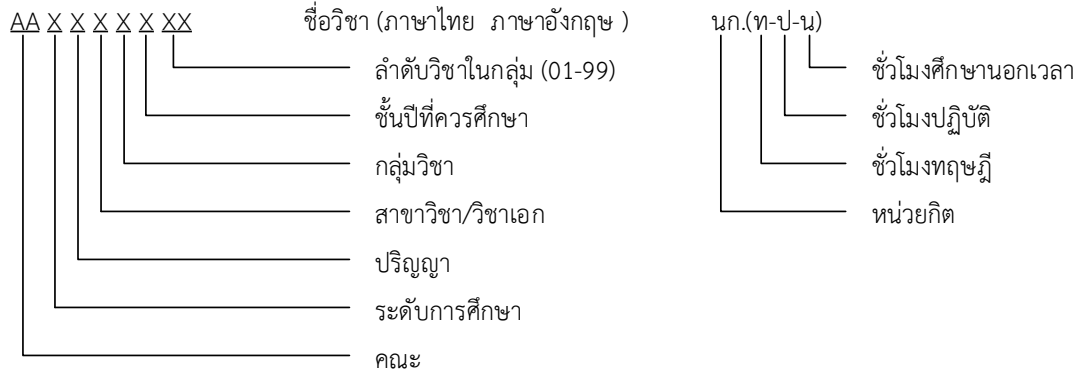 AA X X X X X XX ชื่อวิชา (ภาษาไทย ภาษาอังกฤษ ) นก.(ท-ป-น)
ลำดับวิชาในกลุ่ม (01-99) ชั่วโมงศึกษานอกเวลา
ชั้นปีที่ควรศึกษา ชั่วโมงปฏิบัติ
กลุ่มวิชา ชั่วโมงทฤษฎี
สาขาวิชา/วิชาเอก หน่วยกิต
ปริญญา
ระดับการศึกษา
คณะ